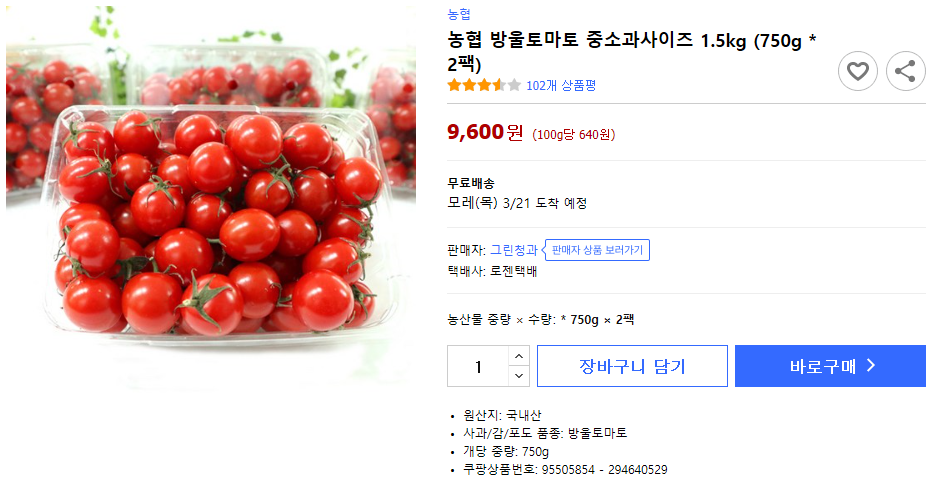 농협
농협 방울토마토 중소과사이즈 1.5kg (750g *
2팩)
102개 상품평
9,600원 (100g당 640원)
무료배송
모레(목) 3/21 도착 예정
판매자: 그린청과 판매자 상품 보러가기
택배사: 로젠택배
농산물 중량 × 수량: * 750g × 2팩
1 장바구니 담기 바로구매
• 원산지: 국내산
• 사과/감/포도 품종: 방울토마토
• 개당 중량: 750g
• 쿠팡상품번호: 95505854 - 294640529